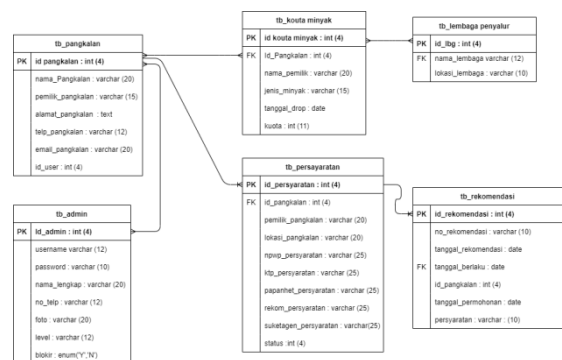 tb_pangkalan
PK id pangkalan : int (4)
nama_Pangkalan : varchar (20)
pemilik_pangkalan : varchar (15)
alamat_pangkalan : text
telp_pangkalan : varchar (12)
email_pangkalan : varchar (20)
id_user : int (4)
tb_kouta minyak
PK id kouta minyak : int (4)
FK Id_Pangkalan : int (4)
nama_pemilik : varchar (20)
jenis_minyak : varchar (15)
tanggal_drop : date
kuota : int (11)
tb_lembaga penyalur
PK id_lbg : int (4)
FK nama_lembaga varchar (12)
lokasi_lembaga : varchar (10)
tb_admin
PK Id_admin : int (4)
username varchar (12)
password : varchar (10)
nama_lengkap : varchar (20)
no_telp : varchar (12)
foto : varchar (20)
level : varchar (12)
blokir : enum('Y','N')
tb_persayaratan
PK id_persyaratan : int (4)
FK id_pangkalan : int (4)
pemilik_pangkalan : varchar (20)
lokasi_pangkalan : varchar (20)
npwp_persyaratan : varchar (25)
ktp_persyaratan : varchar (25)
papanhet_persyaratan : varchar (25)
rekom_persyaratan : varchar (25)
suketagen_persyaratan : varchar(25)
status :int (4)
tb_rekomendasi
PK id_rekomendasi : int (4)
no_rekomendasi : varchar (10)
tanggal_rekomendasi : date
FK tanggal_berlaku : date
id_pangkalan : int (4)
tanggal_permohonan : date
persyaratan : varchar : (10)